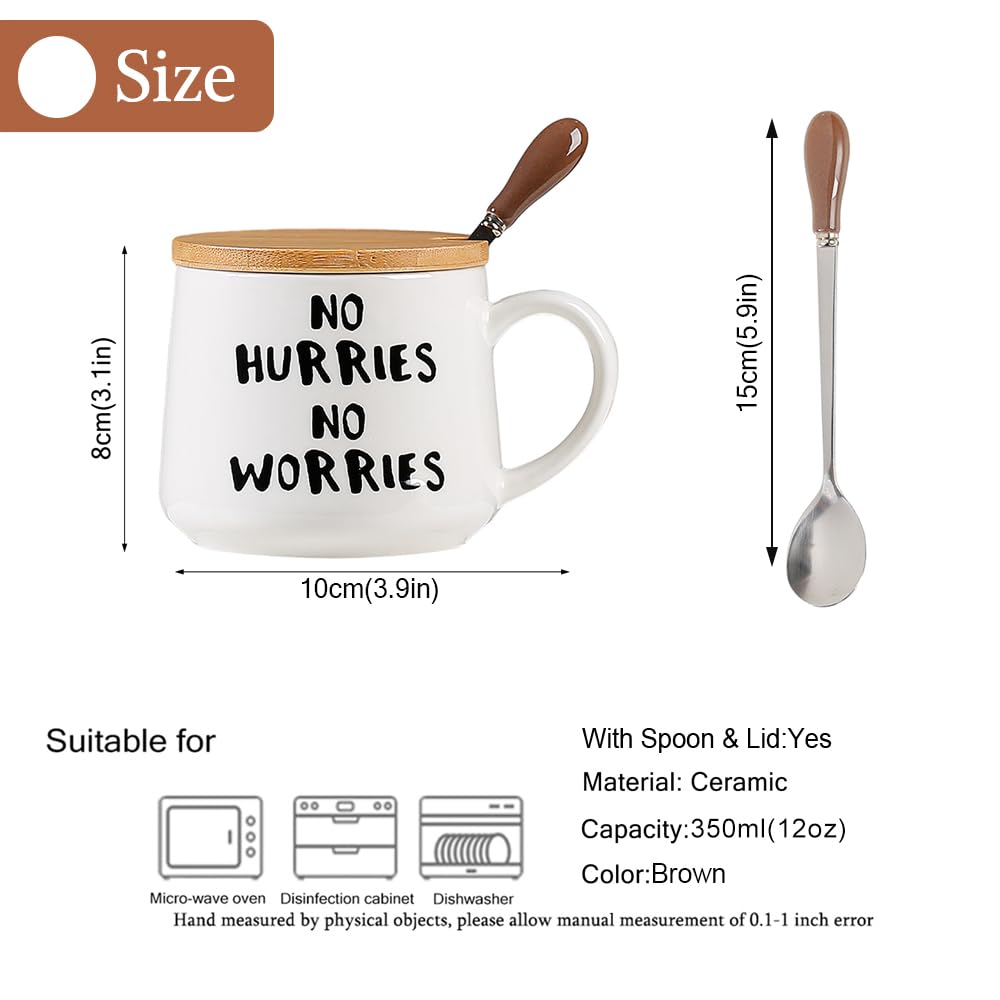 Size
NO
HURRIES
NO
WORRIES
8cm(3.1in)
10cm(3.9in)
15cm(5.9in)
Suitable for
Micro-wave oven
Disinfection cabinet
Dishwasher
With Spoon & Lid:Yes
Material: Ceramic
Capacity:350ml(12oz)
Color:Brown
Hand measured by physical objects, please allow manual measurement of 0.1-1 inch error